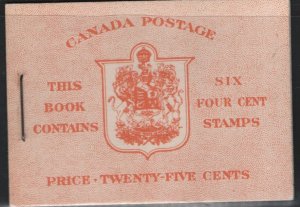 CANADA POSTAGE
THIS BOOK CONTAINS
SIX FOUR CENT STAMPS
PRICE · TWENTY-FIVE CENTS